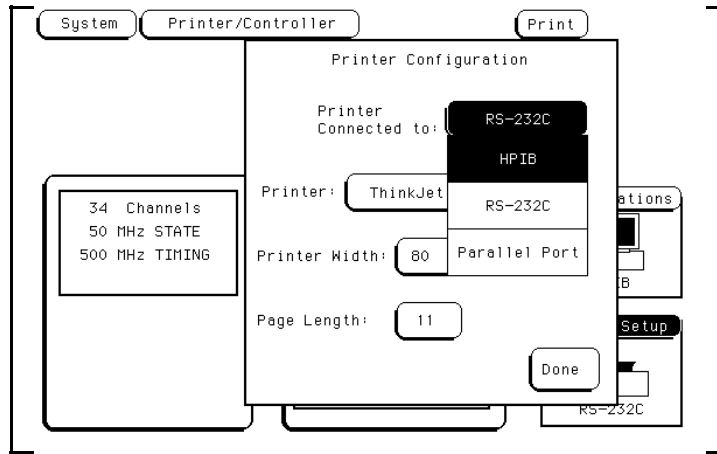 System
Printer/Controller
Print
Printer Configuration
Printer
Connected to:
RS-232C
HPIB
RS-232C
Parallel Port
Printer: ThinkJet
Printer Width: 80
Page Length: 11
Done
34 Channels
50 MHz STATE
500 MHz TIMING
ations
IB
Setup
RS-232C